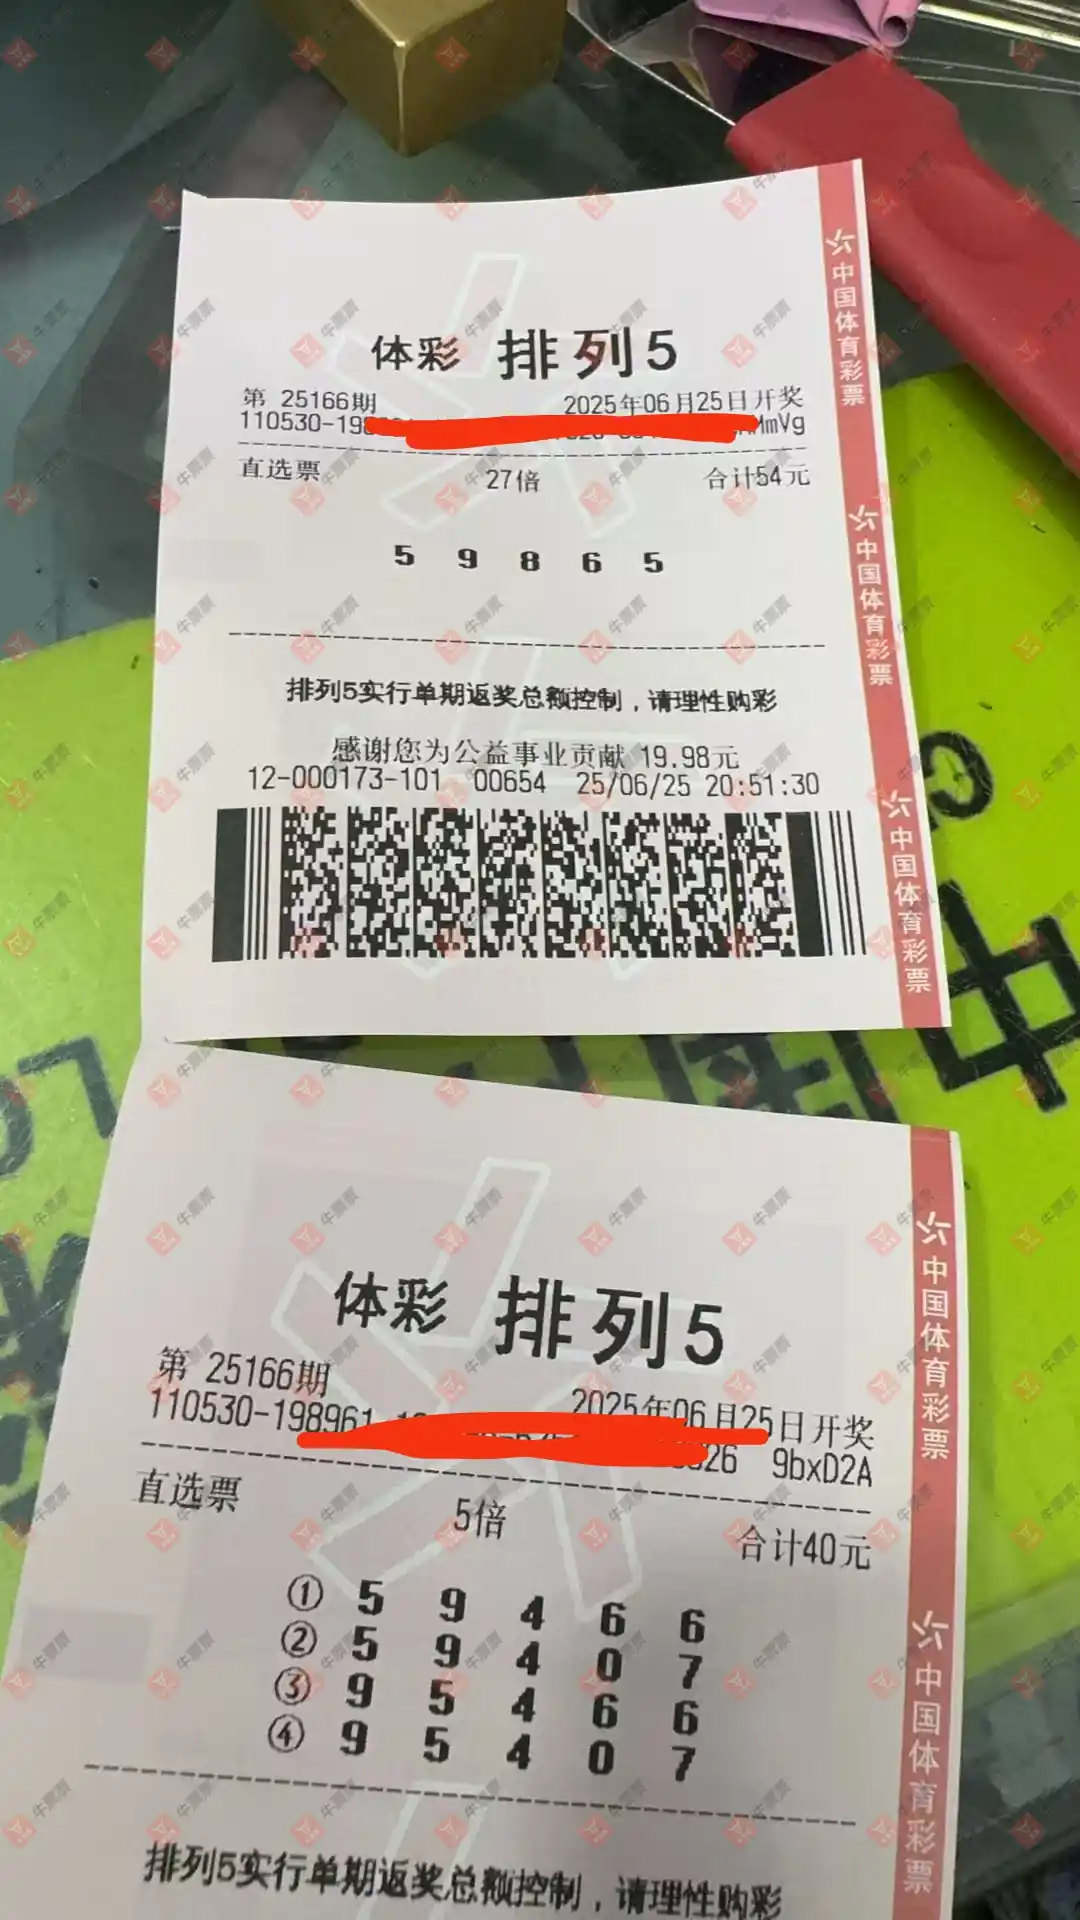 体彩 排列5
第 25166期 2025年06月25日开奖
110530-198 MmVg
直选票 27倍 合计54元
5 9 8 6 5
排列5实行单期返奖总额控制，请理性购彩
感谢您为公益事业贡献 19.98元
12-000173-101 00654 25/06/25 20:51:30
中国体育彩票
中国体育彩票
中国体育彩票
体彩 排列5
第 25166期 2025年06月25日开奖
110530-198961 26 9bxD2A
直选票 5倍 合计40元
① 5 9 4 6 6
② 5 9 4 0 7
③ 9 5 4 6 6
④ 9 5 4 0 7
排列5实行单期返奖总额控制，请理性购彩
中国体育彩票
中国体育彩票
牛票票